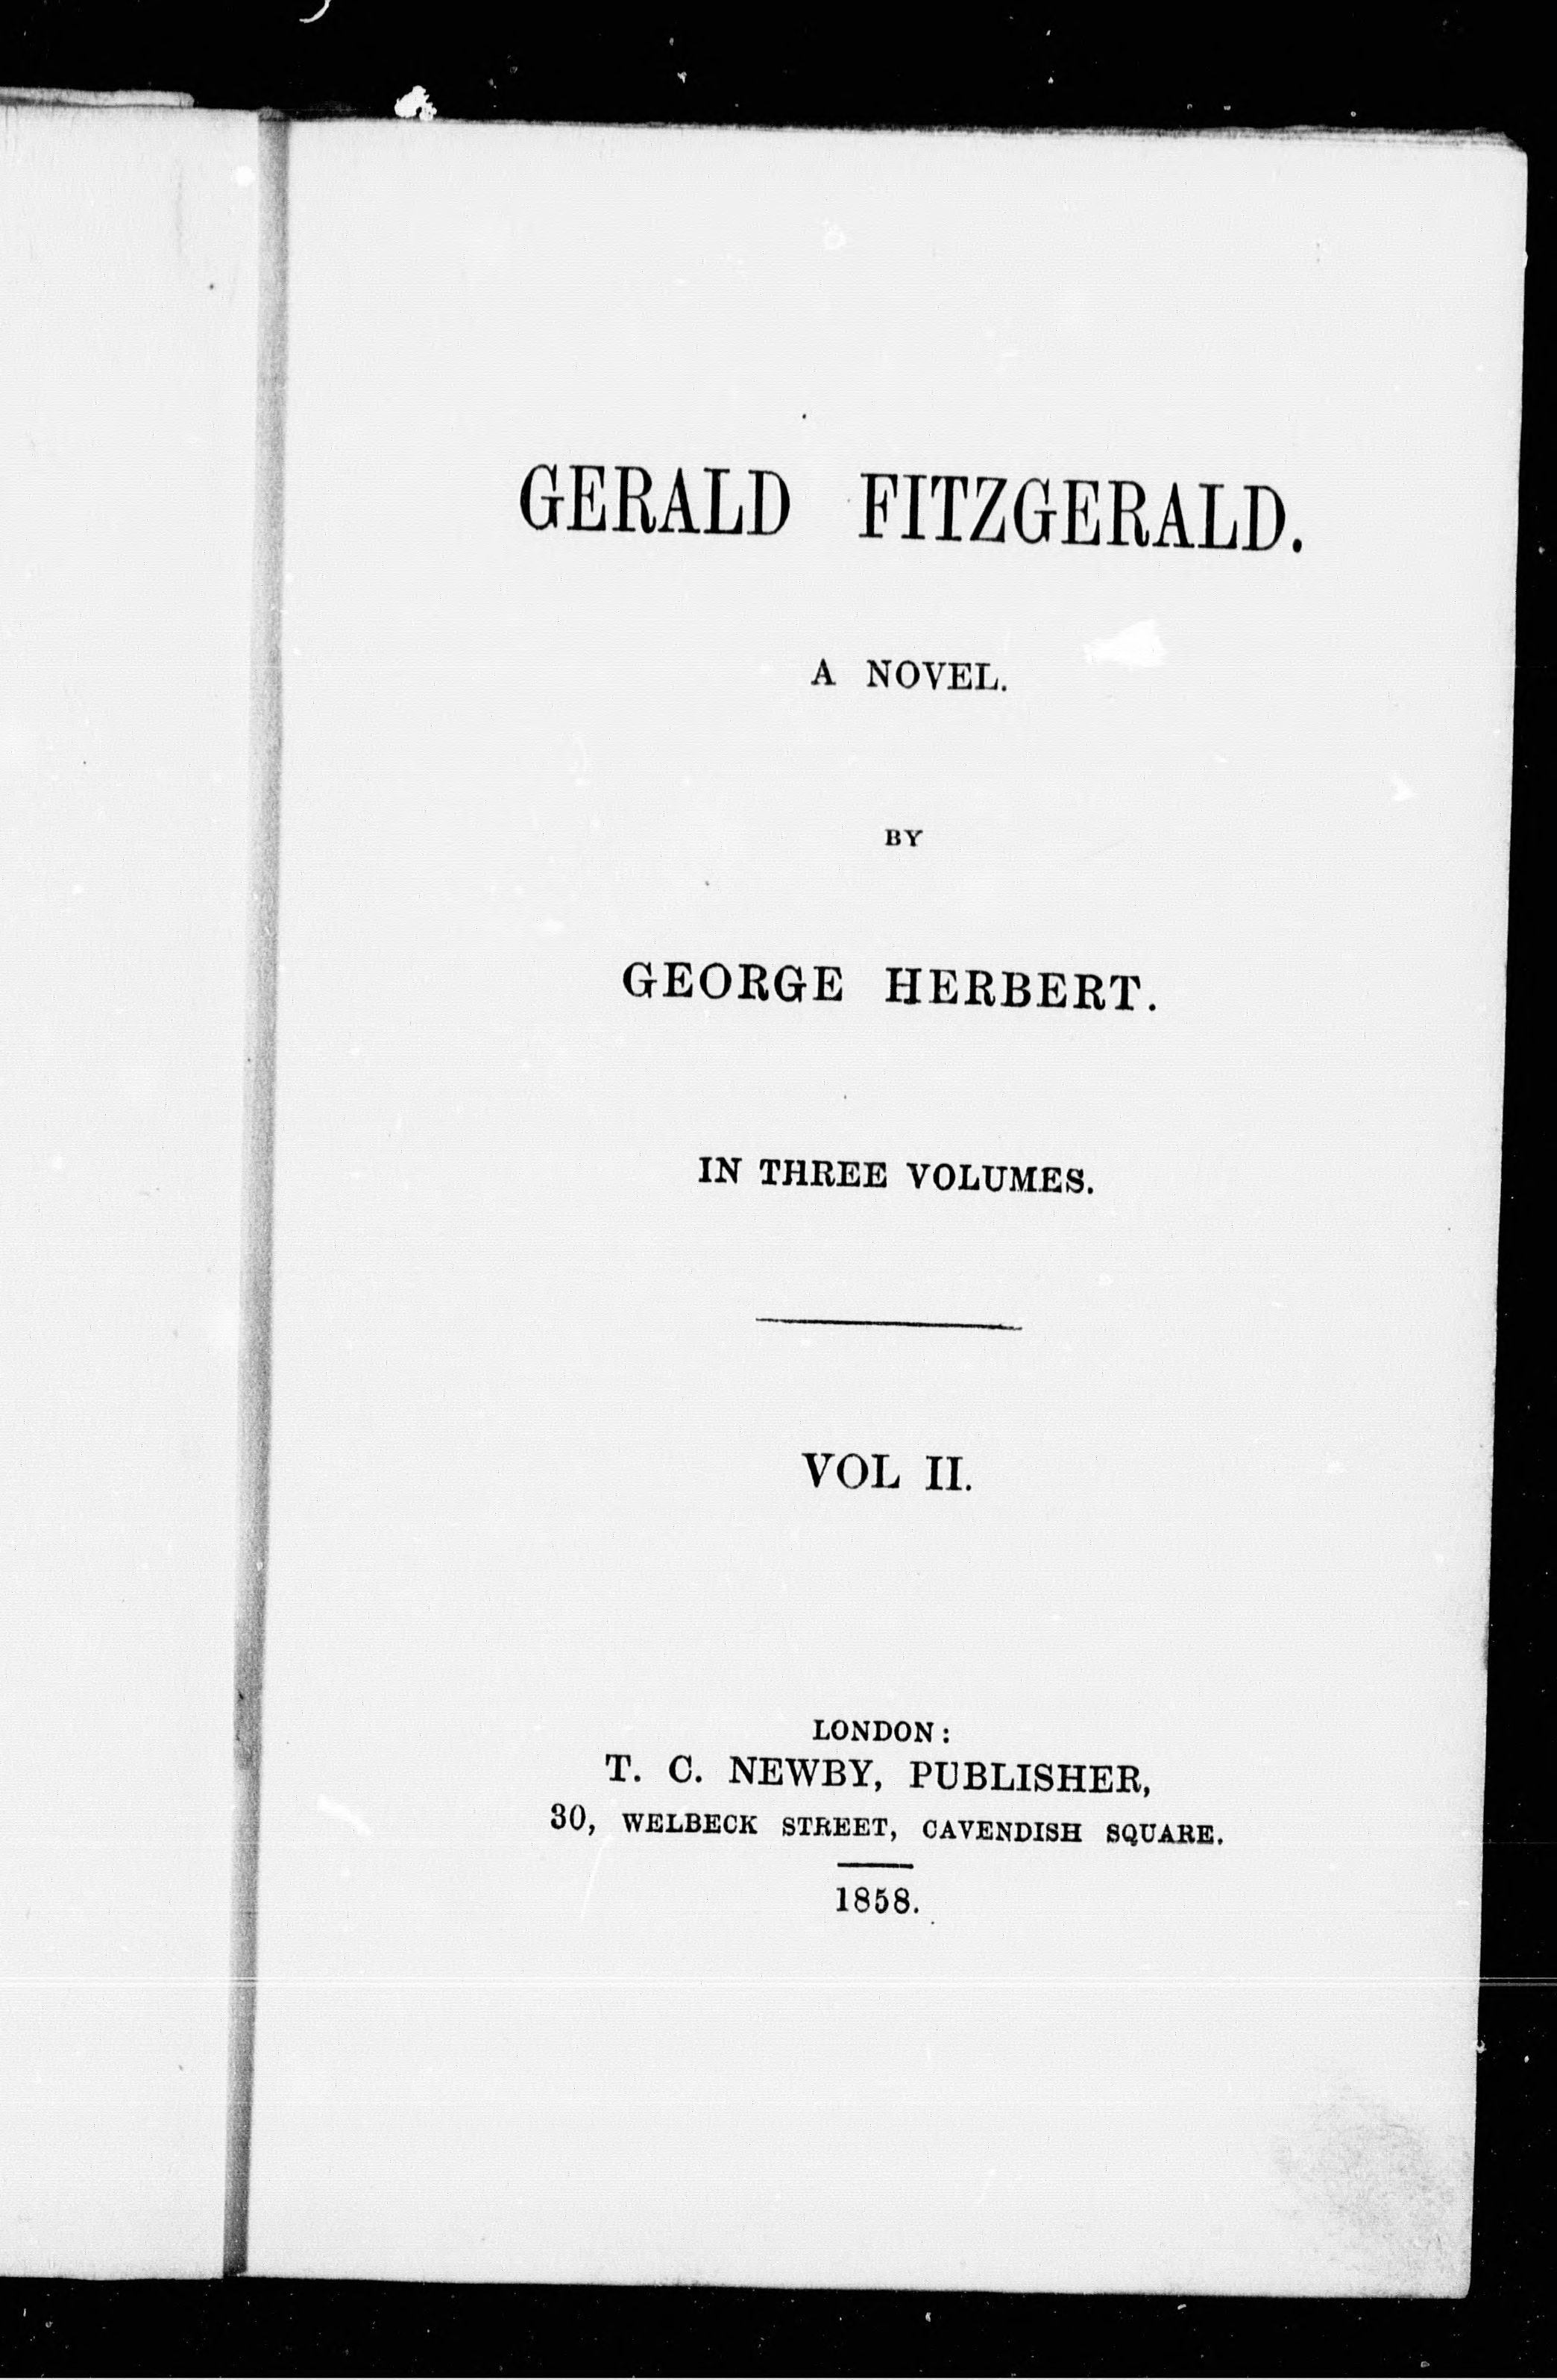 GERALD FITZGERALD.
A NOVEL.
BY
GEORGE HERBERT.
IN THREE VOLUMES.
VOL II.
LONDON:
T. C. NEWBY, PUBLISHER,
30, WELBECK STREET, CAVENDISH SQUARE.
1858.